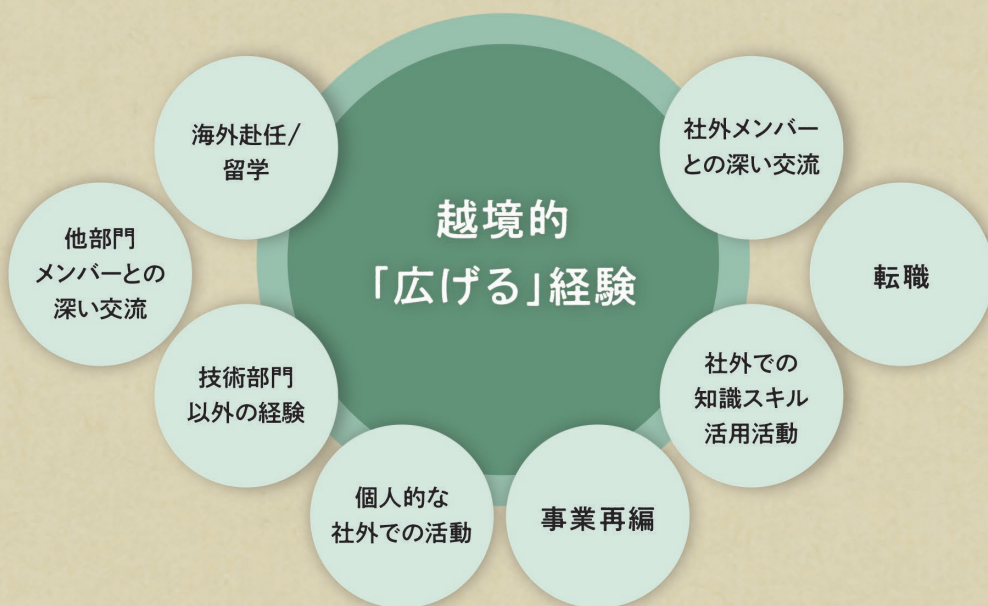 越境的
「広げる」経験
海外赴任/
留学
他部門
メンバーとの
深い交流
技術部門
以外の経験
個人的な
社外での活動
事業再編
社外での
知識スキル
活用活動
転職
社外メンバー
との深い交流